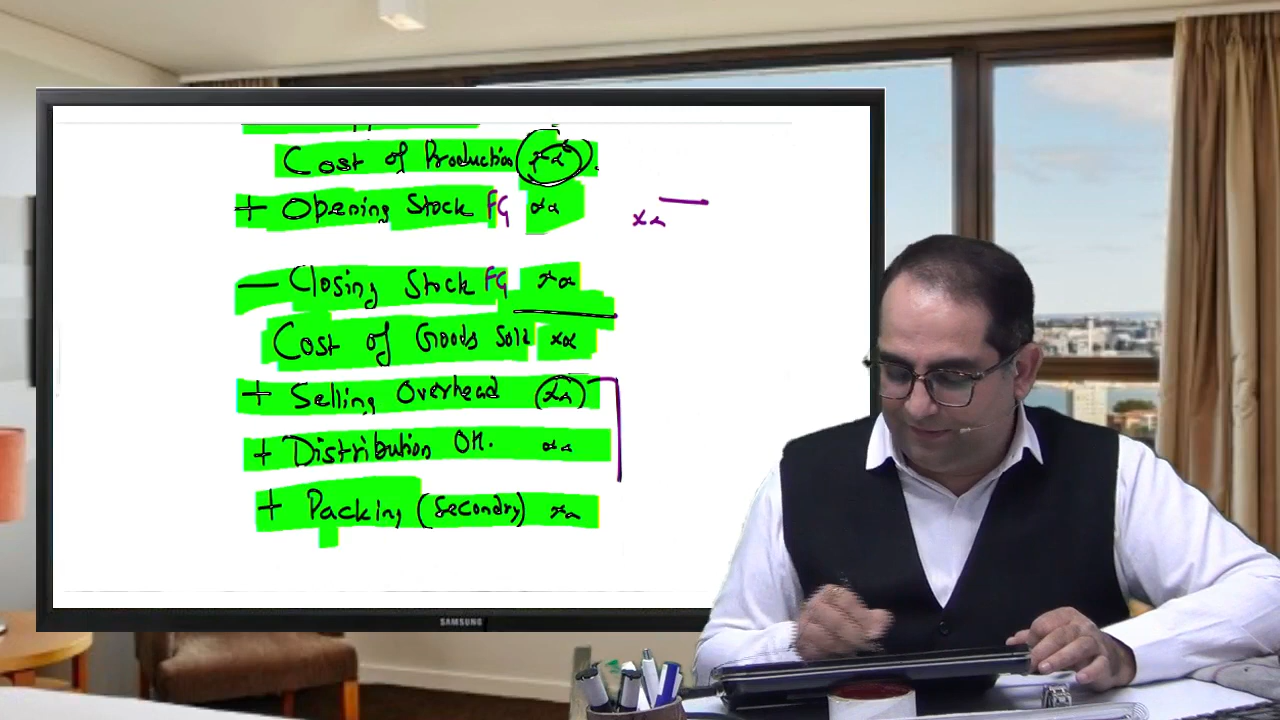 Cost of Production xx
+ Opening Stock FG xx
xx
- Closing Stock FG xx
Cost of Goods Sold xx
+ Selling Overhead xx
+ Distribution OH. xx
+ Packing (Secondry) xx
SAMSUNG